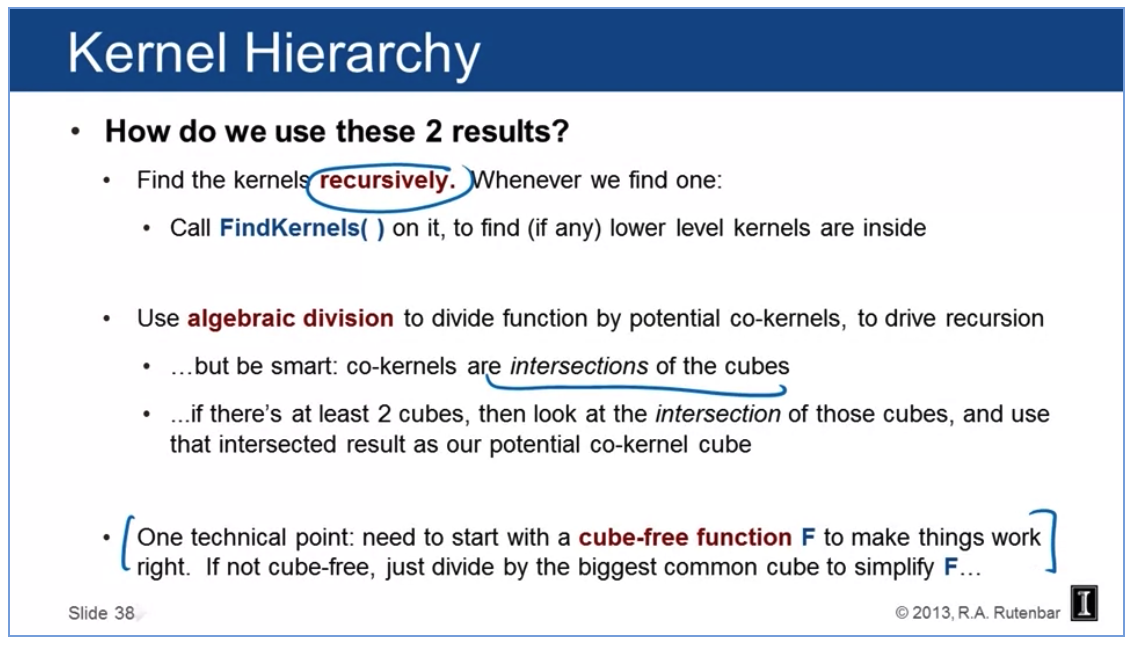 Kernel Hierarchy
• How do we use these 2 results?
• Find the kernels recursively. Whenever we find one:
• Call FindKernels( ) on it, to find (if any) lower level kernels are inside
• Use algebraic division to divide function by potential co-kernels, to drive recursion
• …but be smart: co-kernels are intersections of the cubes
• ...if there's at least 2 cubes, then look at the intersection of those cubes, and use
that intersected result as our potential co-kernel cube
• One technical point: need to start with a cube-free function F to make things work
right. If not cube-free, just divide by the biggest common cube to simplify F…
Slide 38
© 2013, R.A. Rutenbar
I